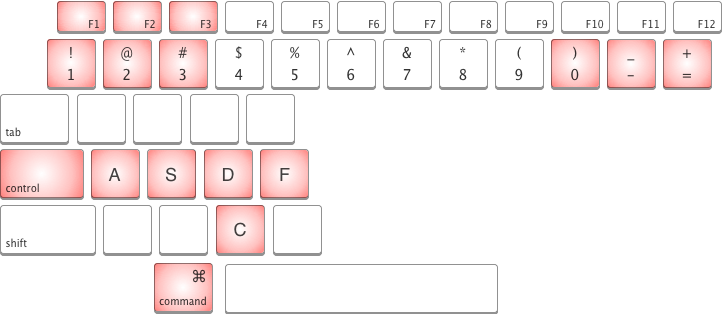 F1 F2 F3 F4 F5 F6 F7 F8 F9 F10 F11 F12
! @ # $ % ^ & * ( ) _ +
1 2 3 4 5 6 7 8 9 0 - =
tab
control A S D F
shift C
⌘
command